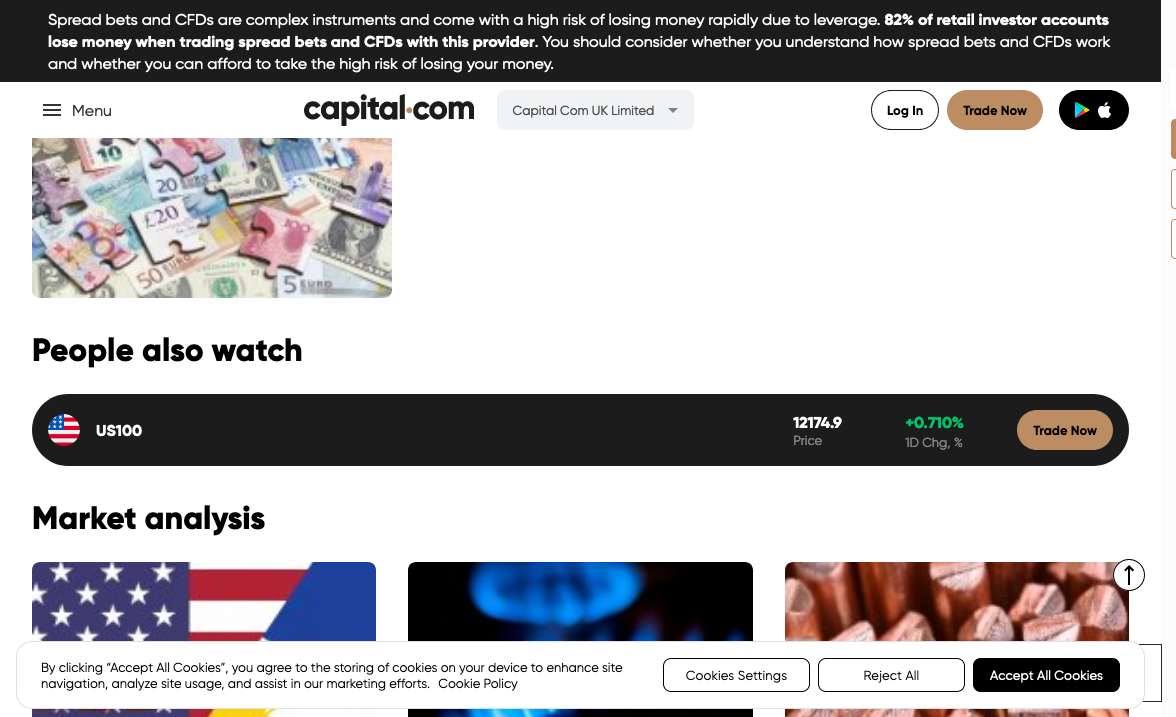 Spread bets and CFDs are complex instruments and come with a high risk of losing money rapidly due to leverage. 82% of retail investor accounts
lose money when trading spread bets and CFDs with this provider. You should consider whether you understand how spread bets and CFDs work
and whether you can afford to take the high risk of losing your money.
Menu
capital.com
Capital Com UK Limited
Log In
Trade Now
10
20
£20
50
5 EURO
People also watch
US100
12174.9
Price
+0.710%
1D Chg, %
Trade Now
Market analysis
By clicking “Accept All Cookies”, you agree to the storing of cookies on your device to enhance site
navigation, analyze site usage, and assist in our marketing efforts. Cookie Policy
Cookies Settings
Reject All
Accept All Cookies